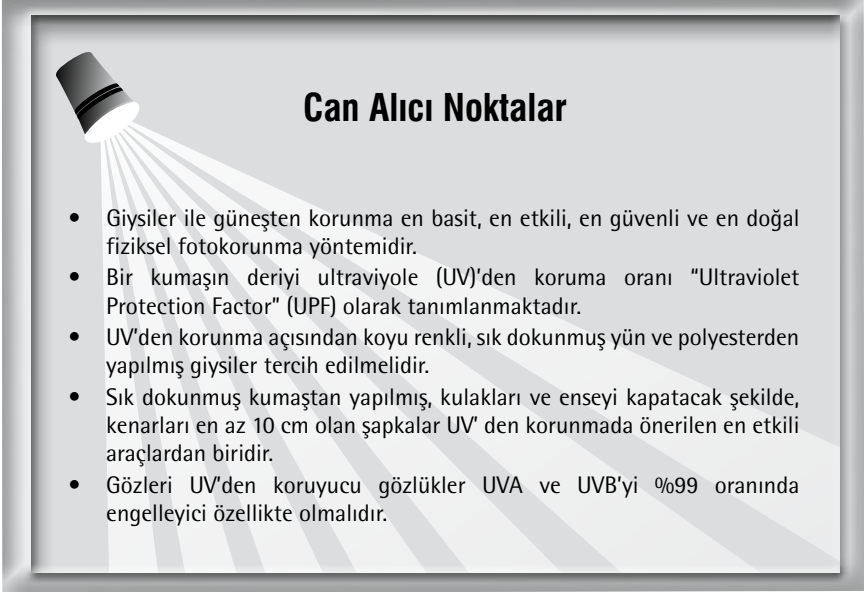 Can Alıcı Noktalar
• Giysiler ile güneşten korunma en basit, en etkili, en güvenli ve en doğal
fiziksel fotokorunma yöntemidir.
• Bir kumaşın deriyi ultraviyole (UV)'den koruma oranı "Ultraviolet
Protection Factor" (UPF) olarak tanımlanmaktadır.
• UV'den korunma açısından koyu renkli, sık dokunmuş yün ve polyesterden
yapılmış giysiler tercih edilmelidir.
• Sık dokunmuş kumaştan yapılmış, kulakları ve enseyi kapatacak şekilde,
kenarları en az 10 cm olan şapkalar UV' den korunmada önerilen en etkili
araçlardan biridir.
• Gözleri UV'den koruyucu gözlükler UVA ve UVB'yi %99 oranında
engelleyici özellikte olmalıdır.